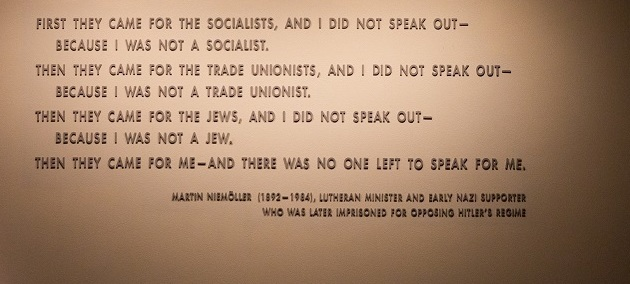 FIRST THEY CAME FOR THE SOCIALISTS, AND I DID NOT SPEAK OUT—
BECAUSE I WAS NOT A SOCIALIST.
THEN THEY CAME FOR THE TRADE UNIONISTS, AND I DID NOT SPEAK OUT—
BECAUSE I WAS NOT A TRADE UNIONIST.
THEN THEY CAME FOR THE JEWS, AND I DID NOT SPEAK OUT—
BECAUSE I WAS NOT A JEW.
THEN THEY CAME FOR ME—AND THERE WAS NO ONE LEFT TO SPEAK FOR ME.
MARTIN NIEMÖLLER (1892–1984), LUTHERAN MINISTER AND EARLY NAZI SUPPORTER
WHO WAS LATER IMPRISONED FOR OPPOSING HITLER'S REGIME